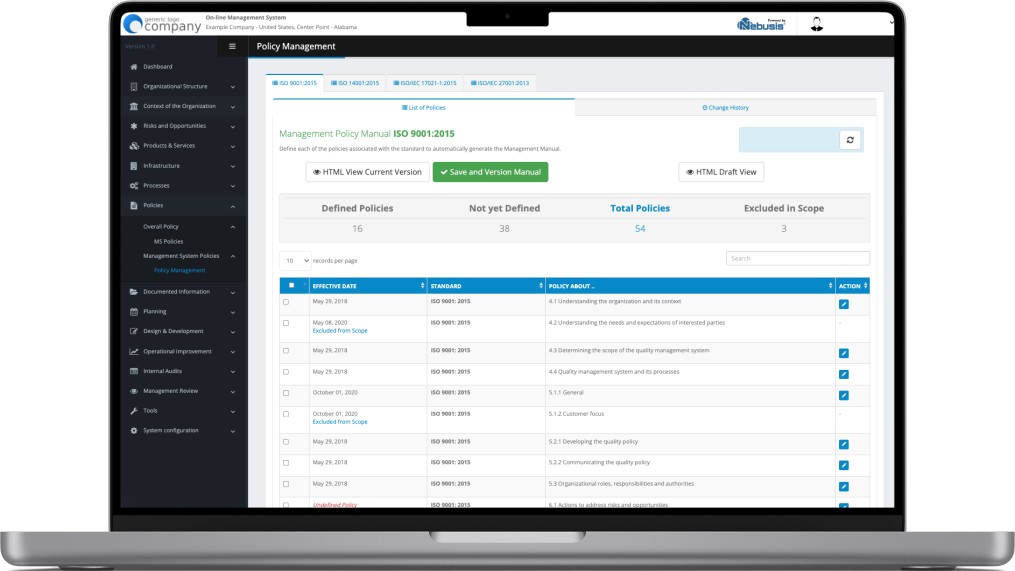 generic logo
company
On-line Management System
Example Company - United States, Center Point - Alabama
Powered by
Nebusis
Version 1.0
Policy Management
Dashboard
Organizational Structure
Context of the Organization
Risks and Opportunities
Products & Services
Infrastructure
Processes
Policies
Overall Policy
MS Policies
Management System Policies
Policy Management
Documented Information
Planning
Design & Development
Operational Improvement
Internal Audits
Management Review
Tools
System configuration
ISO 9001:2015
ISO 14001:2015
ISO/IEC 17021-1:2015
ISO/IEC 27001:2013
List of Policies
Change History
Management Policy Manual ISO 9001:2015
Define each of the policies associated with the standard to automatically generate the Management Manual.
HTML View Current Version
Save and Version Manual
HTML Draft View
Defined Policies Not yet Defined Total Policies Excluded in Scope
16 38 54 3
10 records per page
Search
EFFECTIVE DATE STANDARD POLICY ABOUT .. ACTION
May 29, 2018 ISO 9001: 2015 4.1 Understanding the organization and its context
May 08, 2020 ISO 9001: 2015 4.2 Understanding the needs and expectations of interested parties -
Excluded from Scope
May 29, 2018 ISO 9001: 2015 4.3 Determining the scope of the quality management system
May 29, 2018 ISO 9001: 2015 4.4 Quality management system and its processes
October 01, 2020 ISO 9001: 2015 5.1.1 General
October 01, 2020 ISO 9001: 2015 5.1.2 Customer focus -
Excluded from Scope
May 29, 2018 ISO 9001: 2015 5.2.1 Developing the quality policy
May 29, 2018 ISO 9001: 2015 5.2.2 Communicating the quality policy
May 29, 2018 ISO 9001: 2015 5.3 Organizational roles, responsibilities and authorities
Undefined Policy ISO 9001: 2015 6.1 Actions to address risks and opportunities